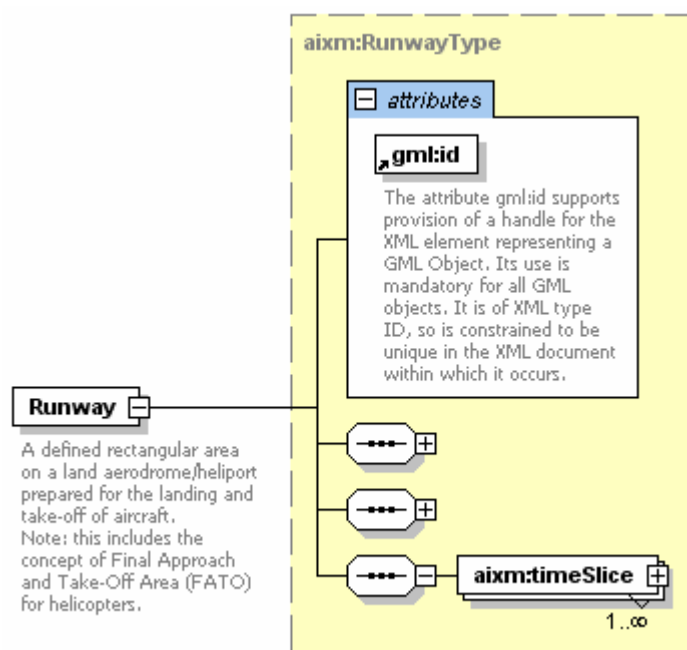 aixm:RunwayType
attributes
gml:id
The attribute gml:id supports
provision of a handle for the
XML element representing a
GML Object. Its use is
mandatory for all GML
objects. It is of XML type
ID, so is constrained to be
unique in the XML document
within which it occurs.
Runway
A defined rectangular area
on a land aerodrome/heliport
prepared for the landing and
take-off of aircraft.
Note: this includes the
concept of Final Approach
and Take-Off Area (FATO)
for helicopters.
aixm:timeSlice
1..∞